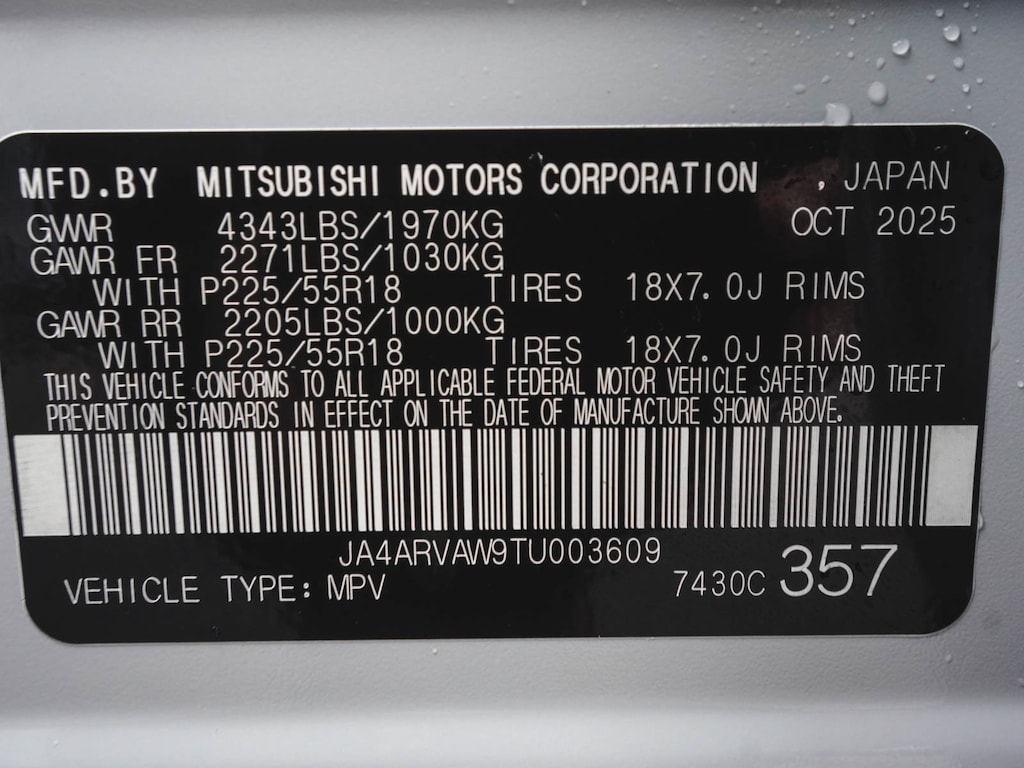 MFD.BY MITSUBISHI MOTORS CORPORATION , JAPAN
GVWR 4343LBS/1970KG OCT 2025
GAWR FR 2271LBS/1030KG
WITH P225/55R18 TIRES 18X7.0J RIMS
GAWR RR 2205LBS/1000KG
WITH P225/55R18 TIRES 18X7.0J RIMS
THIS VEHICLE CONFORMS TO ALL APPLICABLE FEDERAL MOTOR VEHICLE SAFETY AND THEFT
PREVENTION STANDARDS IN EFFECT ON THE DATE OF MANUFACTURE SHOWN ABOVE.
JA4ARVAW9TU003609
VEHICLE TYPE: MPV 7430C 357